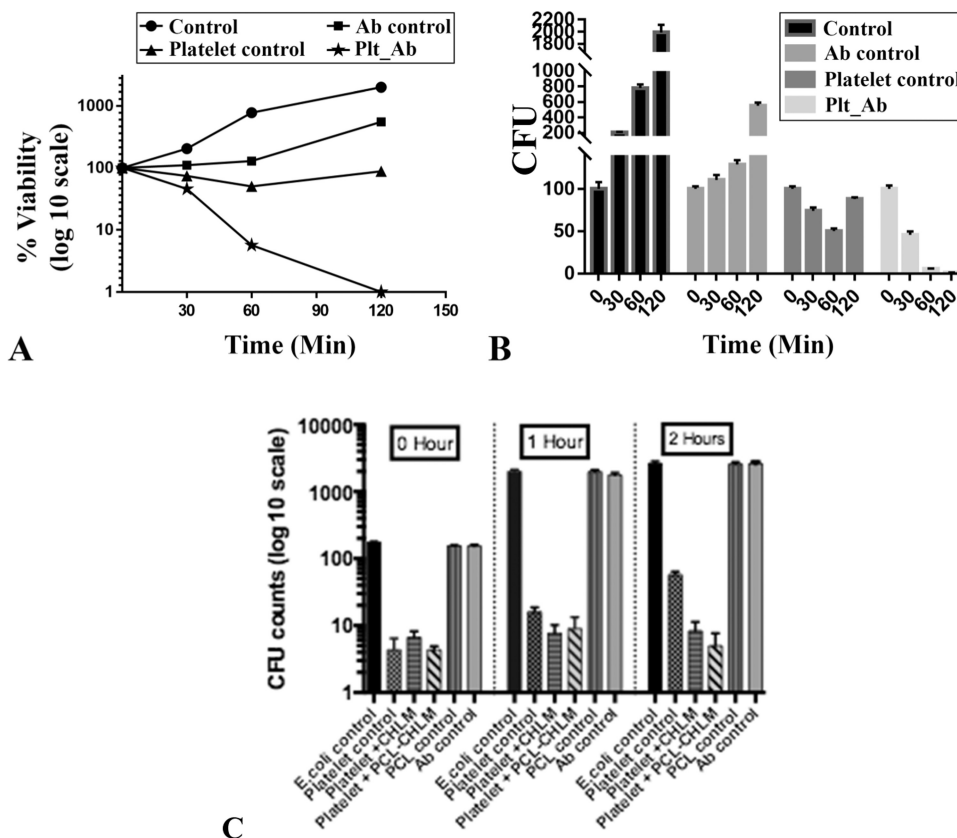 Control
Ab control
Platelet control
Plt_Ab
% Viability
(log 10 scale)
1000
100
10
1
30
60
90
120
150
Time (Min)
A
Control
Ab control
Platelet control
Plt_Ab
CFU
2200
2000
1800
1000
800
600
400
200
100
50
0
0 30 60 120 0 30 60 120 0 30 60 120 0 30 60 120
Time (Min)
B
CFU counts (log10 scale)
10000
1000
100
10
1
0 Hour
1 Hour
2 Hours
E.coli control
Platelet control
Platelet +CHLM
Platelet + PCL-CHLM
PCL control
Ab control
E.coli control
Platelet control
Platelet +CHLM
Platelet + PCL-CHLM
PCL control
Ab control
E.coli control
Platelet control
Platelet +CHLM
Platelet + PCL-CHLM
PCL control
Ab control
C